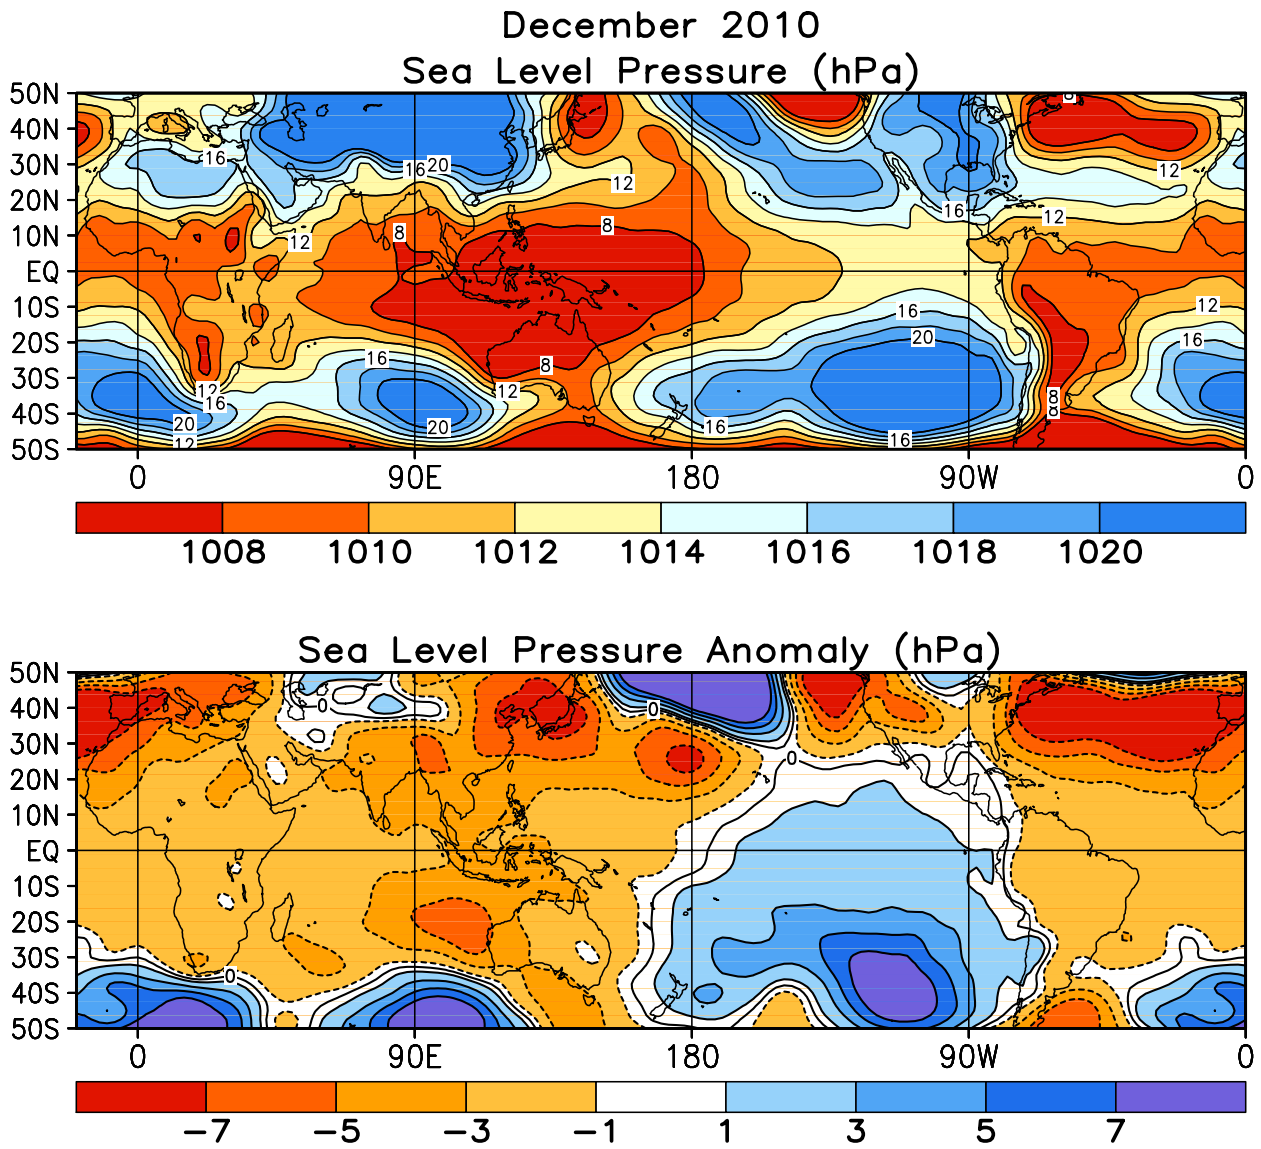 December 2010
Sea Level Pressure (hPa)
50N
40N
30N
20N
10N
EQ
10S
20S
30S
40S
50S
16
16
20
12
12
8
8
12
16
12
8
12
16
20
16
12
16
20
12
16
12
20
8
12
20
16
16
8
8
0
90E
180
90W
0
1008
1010
1012
1014
1016
1018
1020
Sea Level Pressure Anomaly (hPa)
50N
40N
30N
20N
10N
EQ
10S
20S
30S
40S
50S
0
0
0
0
0
90E
180
90W
0
−7
−5
−3
−1
1
3
5
7